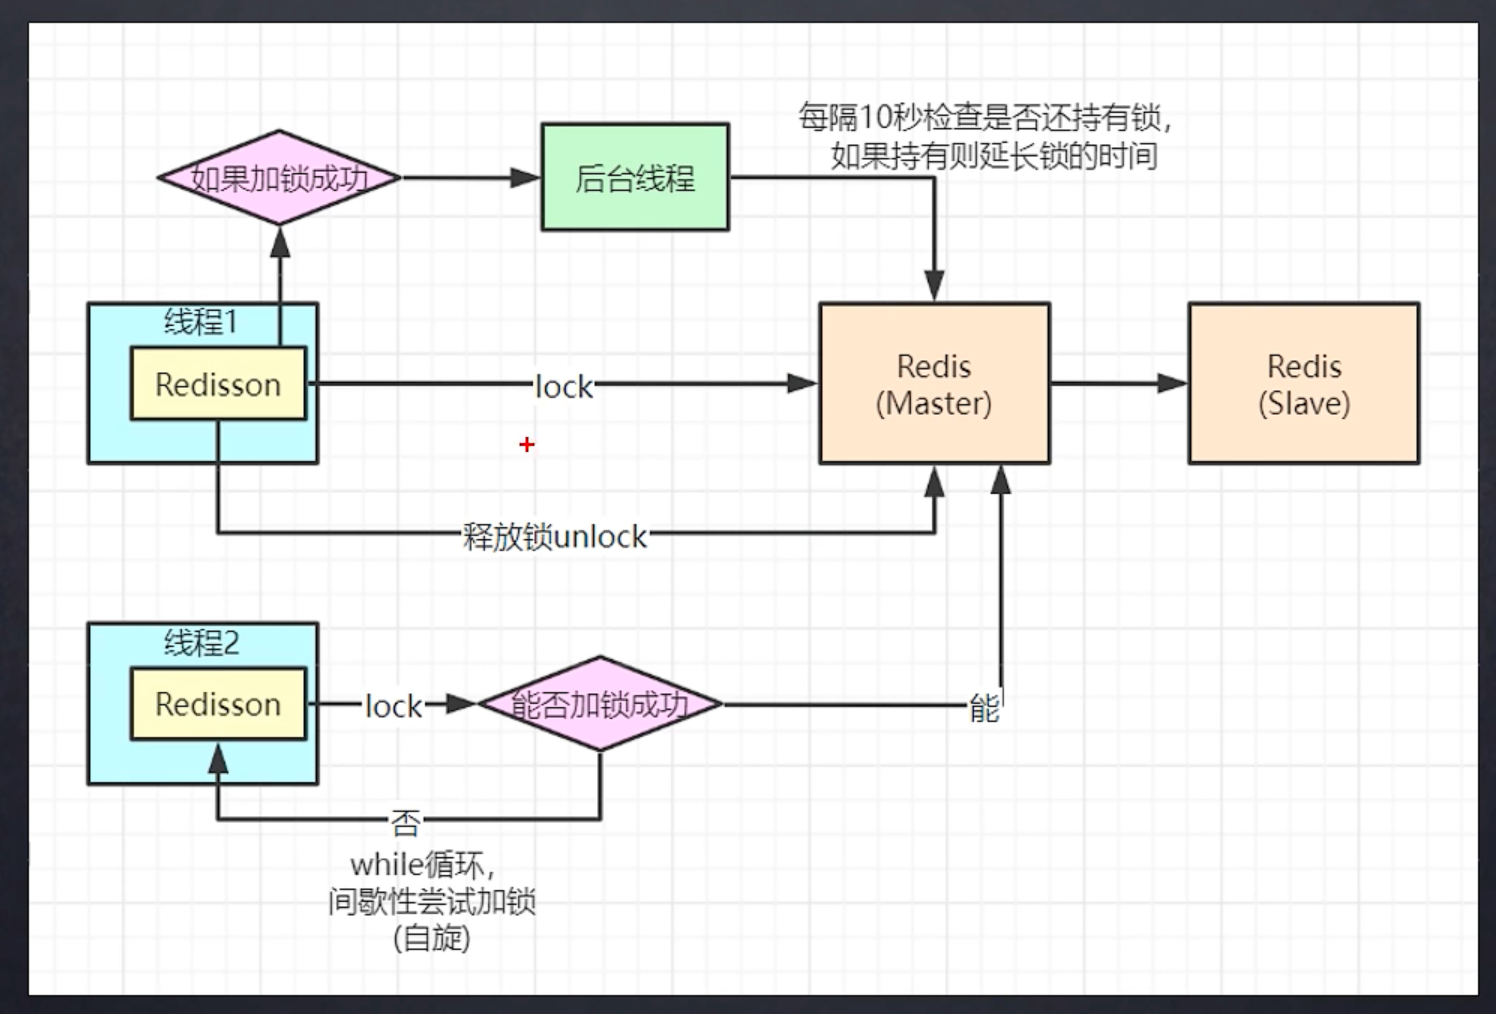 每隔10秒检查是否还持有锁，
如果持有则延长锁的时间
如果加锁成功
后台线程
线程1
Redisson
lock
Redis
(Master)
Redis
(Slave)
释放锁unlock
线程2
Redisson
lock
能否加锁成功
能
否
while循环，
间歇性尝试加锁
(自旋)